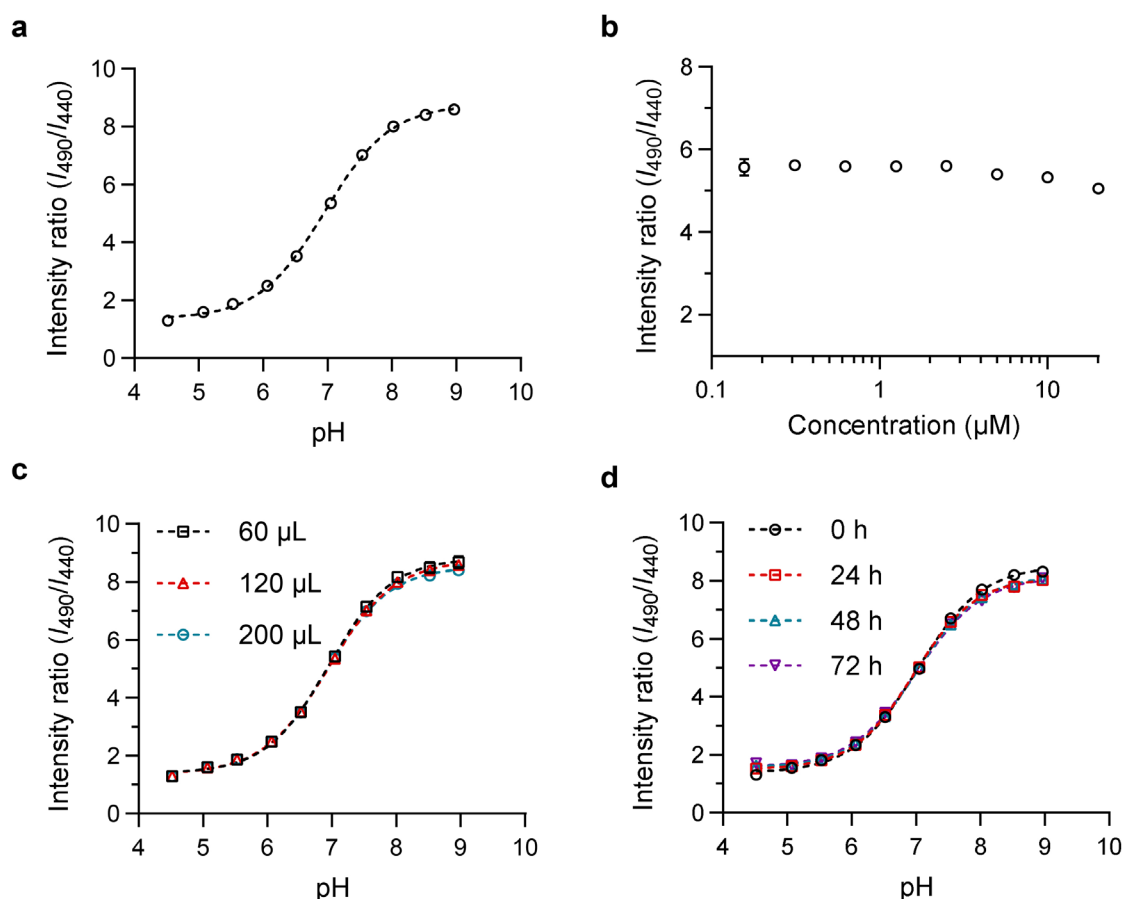 a
Intensity ratio (I490/I440)
10
8
6
4
2
0
4 5 6 7 8 9 10
pH
b
Intensity ratio (I490/I440)
8
6
4
2
0.1 1 10
Concentration (µM)
c
Intensity ratio (I490/I440)
10
8
6
4
2
0
60 µL
120 µL
200 µL
4 5 6 7 8 9 10
pH
d
Intensity ratio (I490/I440)
10
8
6
4
2
0
0 h
24 h
48 h
72 h
4 5 6 7 8 9 10
pH